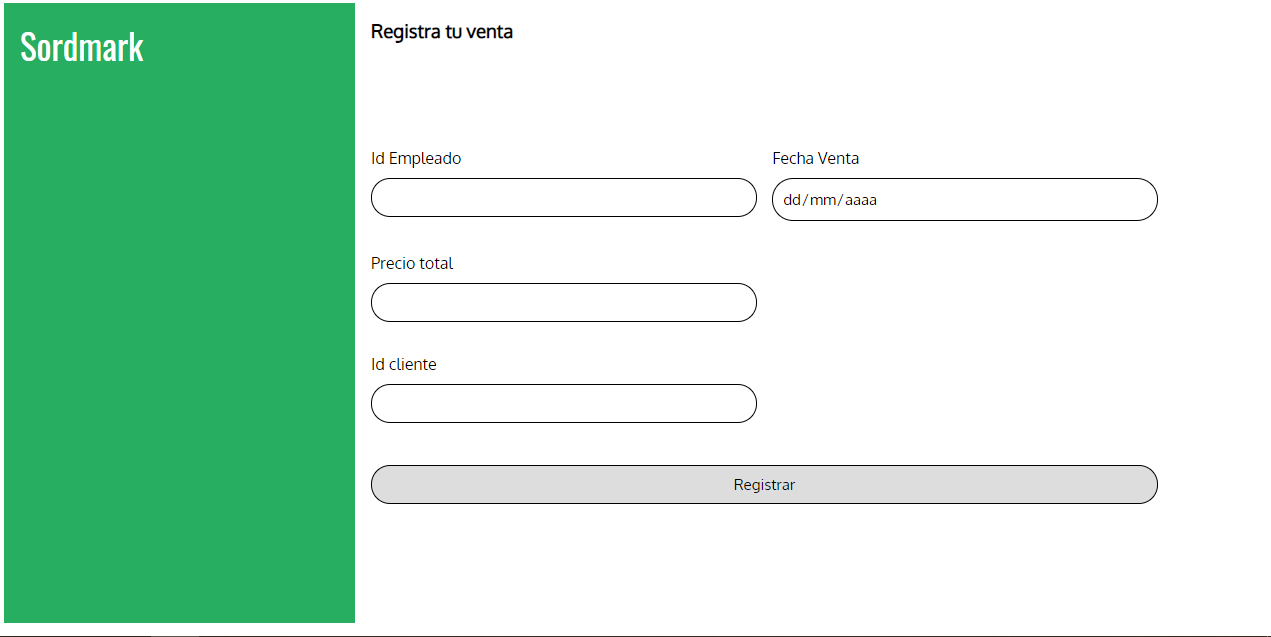 Sordmark
Registra tu venta
Id Empleado
Fecha Venta
dd/mm/aaaa
Precio total
Id cliente
Registrar